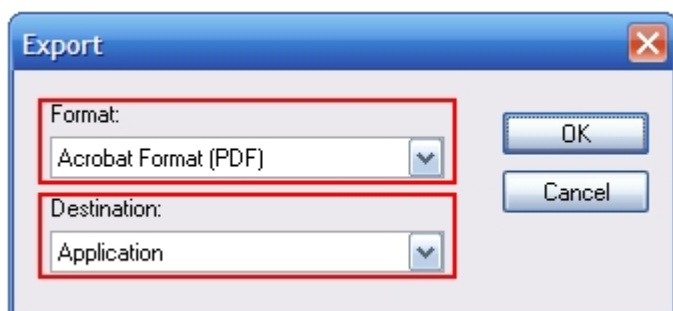 Export
Format:
Acrobat Format (PDF)
OK
Destination:
Application
Cancel